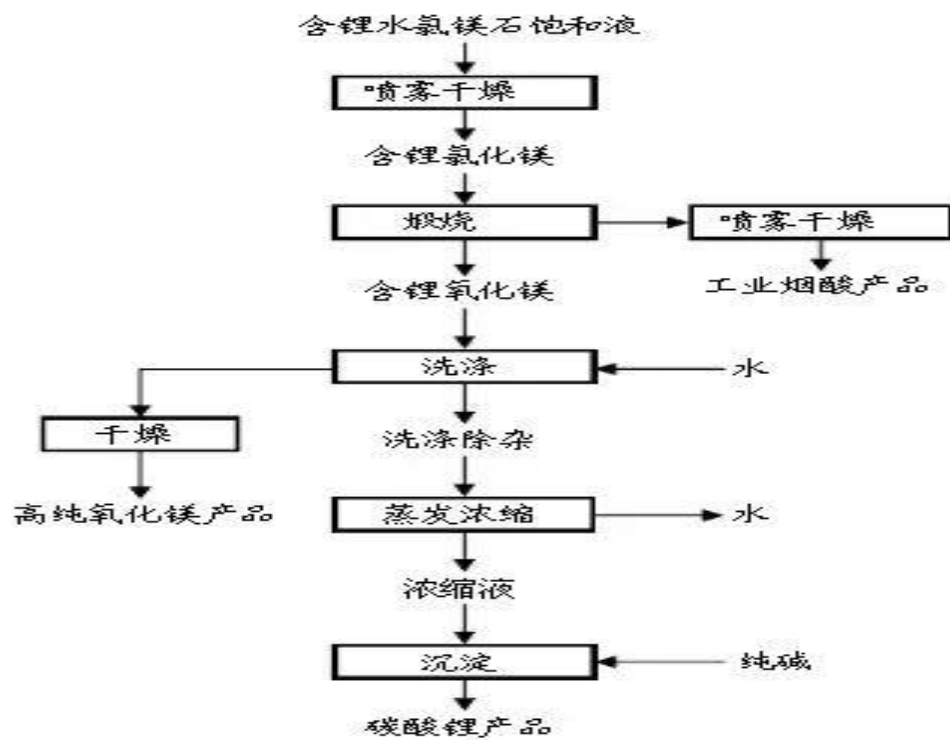 含锂水氯镁石饱和液
喷雾干燥
含锂氯化镁
煅烧
喷雾干燥
含锂氧化镁
工业烟酸产品
洗涤
水
干燥
洗涤除杂
高纯氧化镁产品
蒸发浓缩
水
浓缩液
沉淀
纯碱
碳酸锂产品